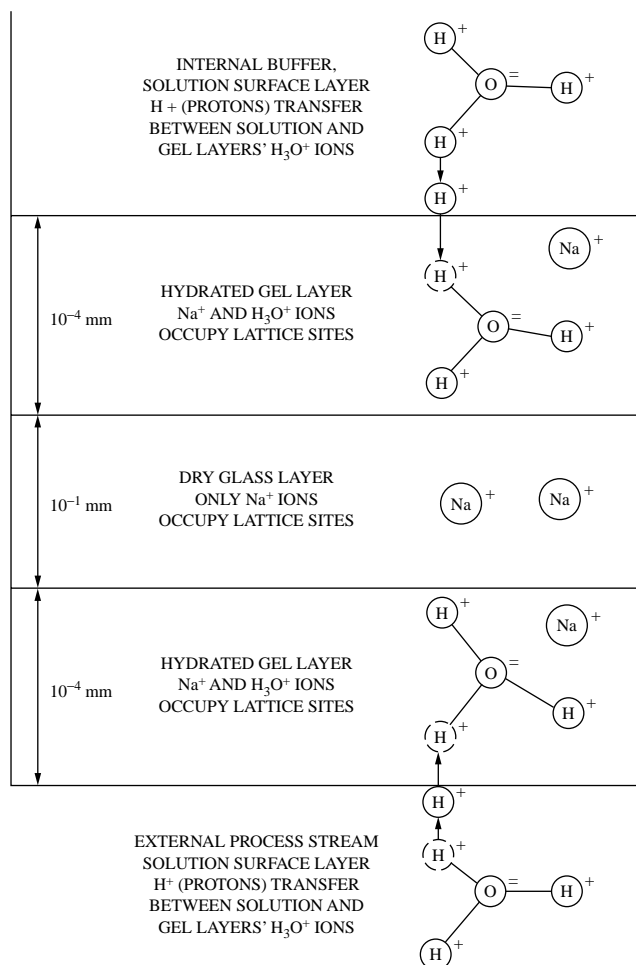 INTERNAL BUFFER,
SOLUTION SURFACE LAYER
H + (PROTONS) TRANSFER
BETWEEN SOLUTION AND
GEL LAYERS' H₃O⁺ IONS
H +
O =
H +
H +
H +
10⁻⁴ mm
HYDRATED GEL LAYER
Na⁺ AND H₃O⁺ IONS
OCCUPY LATTICE SITES
Na +
H +
O =
H +
H +
10⁻¹ mm
DRY GLASS LAYER
ONLY Na⁺ IONS
OCCUPY LATTICE SITES
Na +
Na +
10⁻⁴ mm
HYDRATED GEL LAYER
Na⁺ AND H₃O⁺ IONS
OCCUPY LATTICE SITES
H +
Na +
O =
H +
H +
H +
EXTERNAL PROCESS STREAM
SOLUTION SURFACE LAYER
H⁺ (PROTONS) TRANSFER
BETWEEN SOLUTION AND
GEL LAYERS' H₃O⁺ IONS
H +
O =
H +
H +